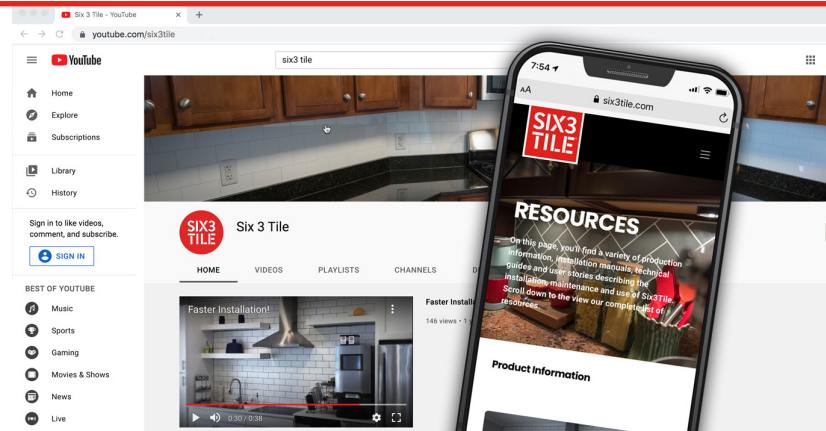 Six 3 Tile - YouTube
youtube.com/six3tile
YouTube
six3 tile
Home
Explore
Subscriptions
Library
History
Sign in to like videos,
comment, and subscribe.
SIGN IN
BEST OF YOUTUBE
Music
Sports
Gaming
Movies & Shows
News
Live
SIX3
TILE
Six 3 Tile
HOME
VIDEOS
PLAYLISTS
CHANNELS
Faster Installation!
0:30 / 0:38
Faster
146 views • 1
7:54
AA
six3tile.com
SIX3
TILE
RESOURCES
On this page, you'll find a variety of production
information, installation manuals, technical
guides and user stories describing the
installation, maintenance and use of Six3Tile.
Scroll down to the view our complete list of
resources.
Product Information